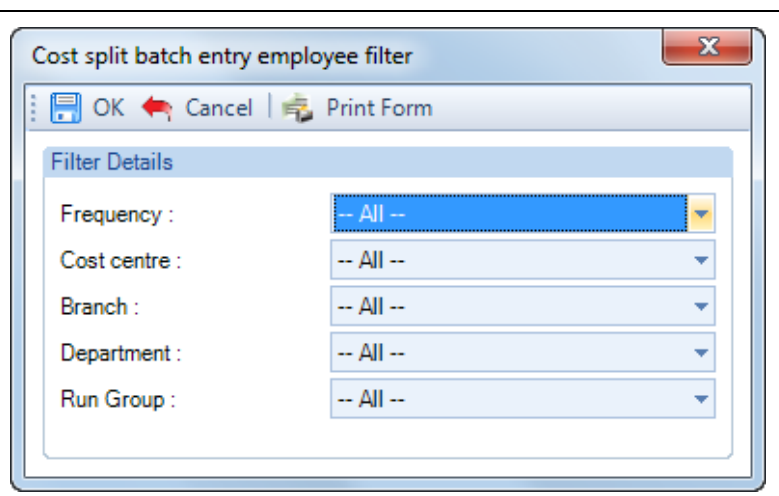 Cost split batch entry employee filter
OK Cancel Print Form
Filter Details
Frequency : -- All --
Cost centre : -- All --
Branch : -- All --
Department : -- All --
Run Group : -- All --